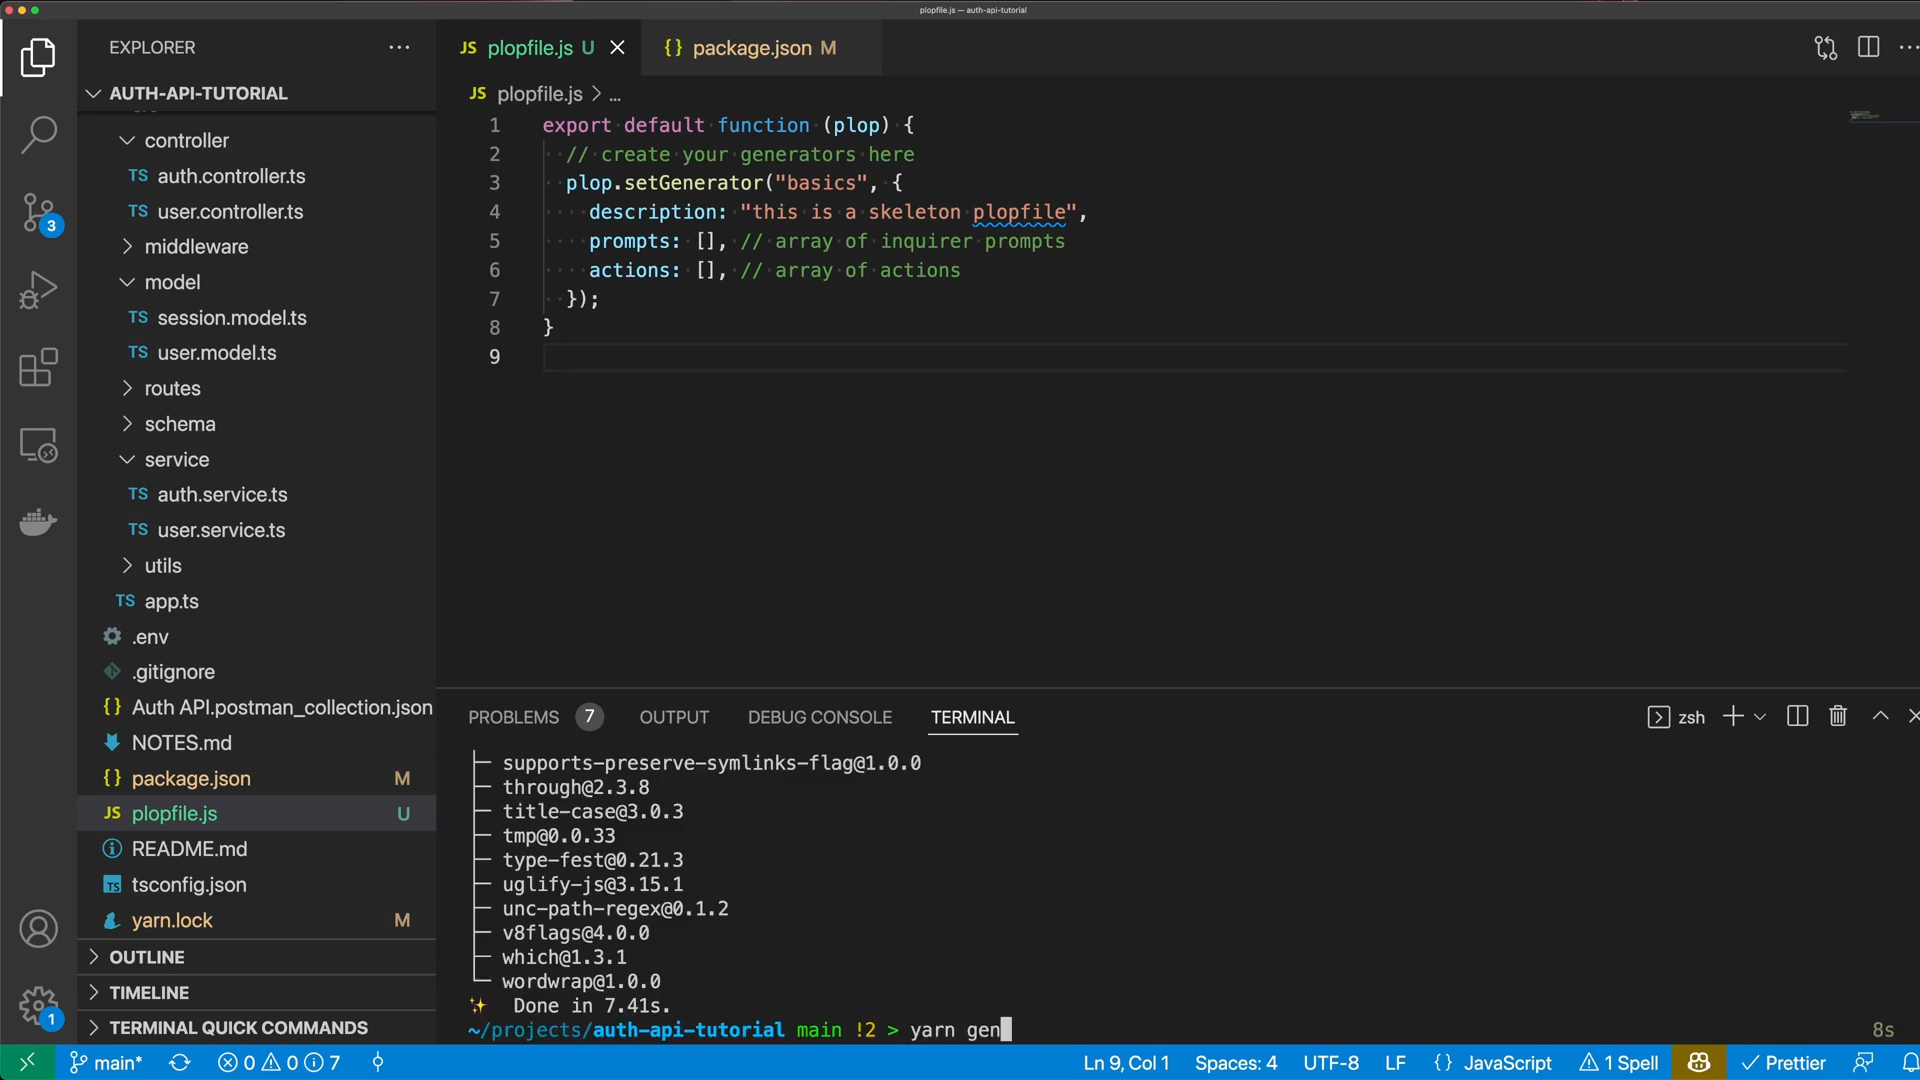 plopfile.js — auth-api-tutorial
EXPLORER
AUTH-API-TUTORIAL
controller
TS auth.controller.ts
TS user.controller.ts
middleware
model
TS session.model.ts
TS user.model.ts
routes
schema
service
TS auth.service.ts
TS user.service.ts
utils
TS app.ts
.env
.gitignore
{} Auth API.postman_collection.json
NOTES.md
{} package.json M
JS plopfile.js U
README.md
TS tsconfig.json
yarn.lock M
OUTLINE
TIMELINE
TERMINAL QUICK COMMANDS
3
1
JS plopfile.js U
{} package.json M
JS plopfile.js > ...
1 export default function (plop) {
2 // create your generators here
3 plop.setGenerator("basics", {
4 description: "this is a skeleton plopfile",
5 prompts: [], // array of inquirer prompts
6 actions: [], // array of actions
7 });
8 }
9
PROBLEMS 7 OUTPUT DEBUG CONSOLE TERMINAL
zsh
├─ supports-preserve-symlinks-flag@1.0.0
├─ through@2.3.8
├─ title-case@3.0.3
├─ tmp@0.0.33
├─ type-fest@0.21.3
├─ uglify-js@3.15.1
├─ unc-path-regex@0.1.2
├─ v8flags@4.0.0
├─ which@1.3.1
└─ wordwrap@1.0.0
✨ Done in 7.41s.
~/projects/auth-api-tutorial main !2 > yarn gen
8s
main* 0 0 7
Ln 9, Col 1 Spaces: 4 UTF-8 LF {} JavaScript 1 Spell Prettier